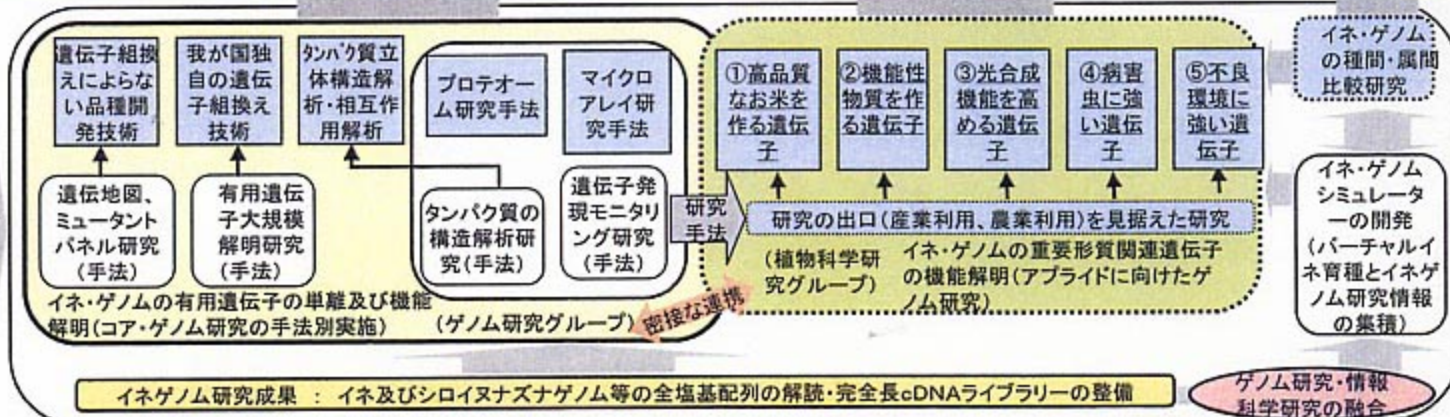 遺伝子組換
えによらな
い品種開
発技術
我が国独
自の遺伝
子組換え
技術
タンパク質立
体構造解
析・相互作
用解析
プロテオー
ム研究手法
マイクロ
アレイ研
究手法
①高品質
なお米を
作る遺伝
子
②機能性
物質を作
る遺伝子
③光合成
機能を高
める遺伝
子
④病害
虫に強
い遺伝
子
⑤不良
環境に
強い遺
伝子
イネ・ゲノム
の種間・属間
比較研究
遺伝地図、
ミュータント
パネル研究
(手法)
有用遺伝
子大規模
解明研究
(手法)
タンパク質の
構造解析研
究(手法)
遺伝子発
現モニタリ
ング研究
(手法)
研究
手法
研究の出口(産業利用、農業利用)を見据えた研究
(植物科学研
究グループ)
イネ・ゲノムの重要形質関連遺伝子
の機能解明(アプライドに向けたゲ
ノム研究)
イネ・ゲノム
シミュレータ
ーの開発
(バーチャルイ
ネ育種とイネゲ
ノム研究情報
の集積)
イネ・ゲノムの有用遺伝子の単離及び機能
解明(コア・ゲノム研究の手法別実施)
(ゲノム研究グループ)
密接な連携
イネゲノム研究成果 : イネ及びシロイヌナズナゲノム等の全塩基配列の解読・完全長cDNAライブラリーの整備
ゲノム研究・情報
科学研究の融合